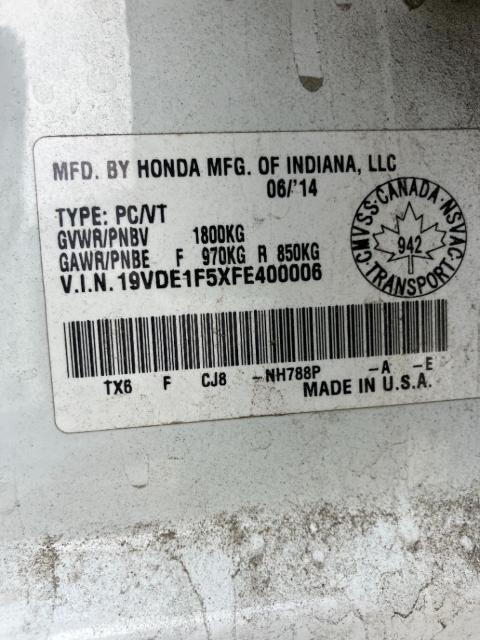 MFD. BY HONDA MFG. OF INDIANA, LLC
06/'14
TYPE: PC/VT
GVWR/PNBV 1800KG
GAWR/PNBE F 970KG R 850KG
V.I.N. 19VDE1F5XFE400006
CMVSS · CANADA · NSVAC
942
TRANSPORT
TX6 F CJ8 -NH788P -A -E
MADE IN U.S.A.